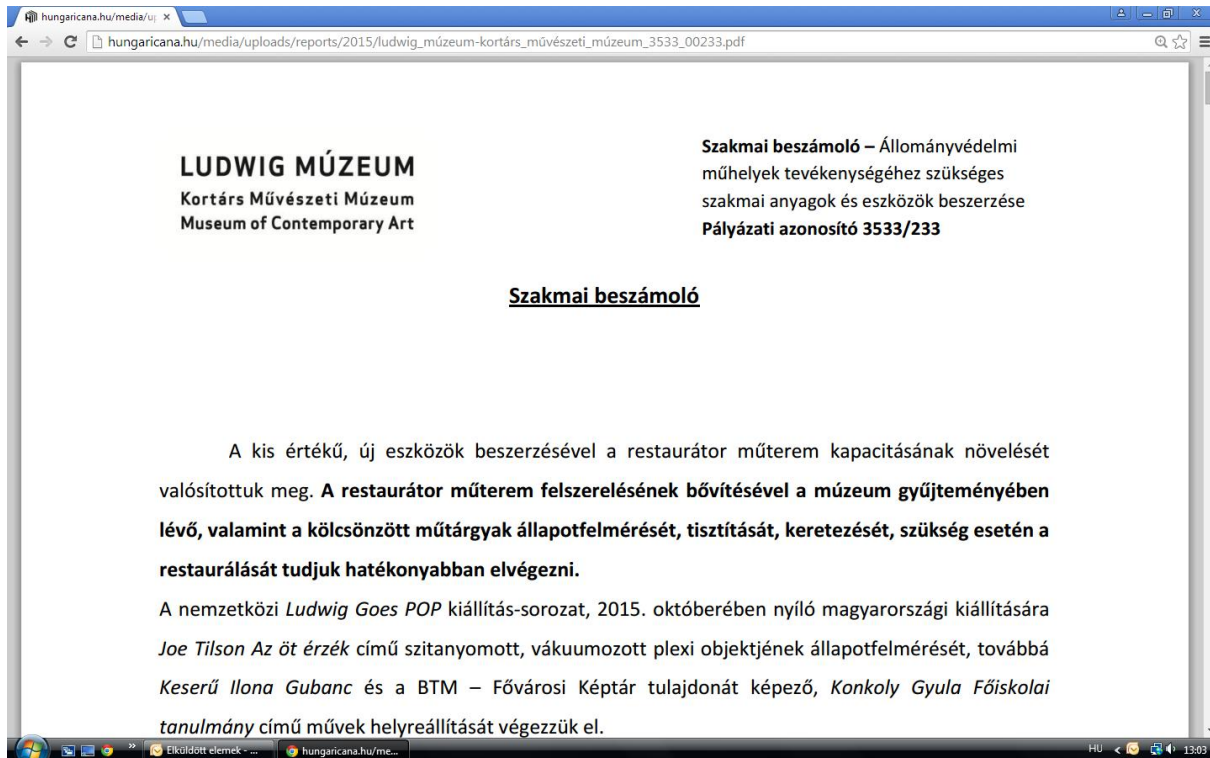 hungaricana.hu/media/u
hungaricana.hu/media/uploads/reports/2015/ludwig_múzeum-kortárs_művészeti_múzeum_3533_00233.pdf
LUDWIG MÚZEUM
Kortárs Művészeti Múzeum
Museum of Contemporary Art
Szakmai beszámoló – Állományvédelmi
műhelyek tevékenységéhez szükséges
szakmai anyagok és eszközök beszerzése
Pályázati azonosító 3533/233
Szakmai beszámoló
A kis értékű, új eszközök beszerzésével a restaurátor műterem kapacitásának növelését
valósítottuk meg. A restaurátor műterem felszerelésének bővítésével a múzeum gyűjteményében
lévő, valamint a kölcsönzött műtárgyak állapotfelmérését, tisztítását, keretezését, szükség esetén a
restaurálását tudjuk hatékonyabban elvégezni.
A nemzetközi Ludwig Goes POP kiállítás-sorozat, 2015. októberében nyíló magyarországi kiállítására
Joe Tilson Az öt érzék című szitanyomott, vákuumozott plexi objektjének állapotfelmérését, továbbá
Keserű Ilona Gubanc és a BTM – Fővárosi Képtár tulajdonát képező, Konkoly Gyula Főiskolai
tanulmány című művek helyreállítását végezzük el.
Elküldött elemek - ...
hungaricana.hu/me...
HU
13:03